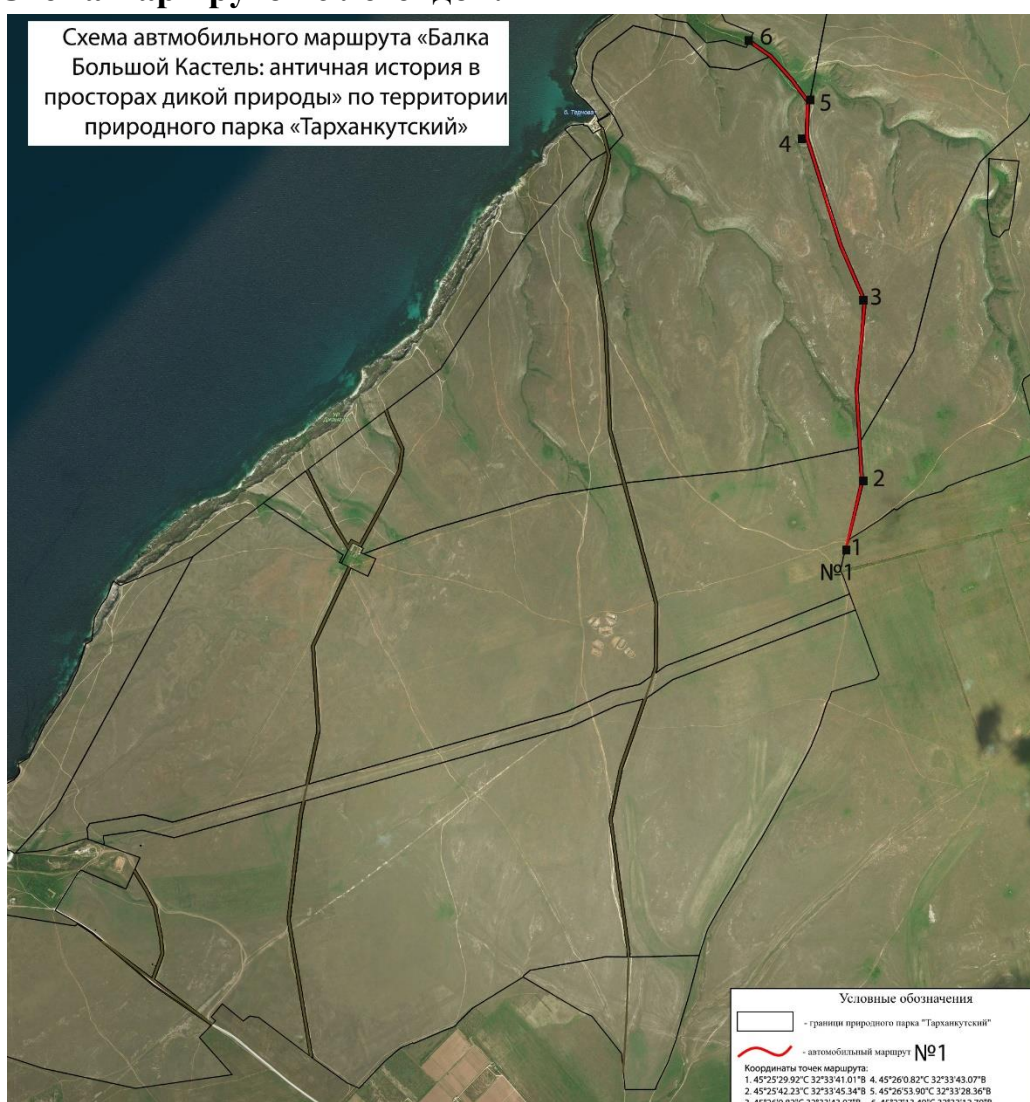 Схема автмобильного маршрута «Балка
Большой Кастель: античная история в
просторах дикой природы» по территории
природного парка «Тарханкутский»
6
5
4
3
2
1
№1
Условные обозначения
- границы природного парка "Тарханкутский"
- автомобильный маршрут №1
Координаты точек маршрута:
1. 45°25'29.92"С 32°33'41.01"В 4. 45°26'0.82"С 32°33'43.07"В
2. 45°25'42.23"С 32°33'45.34"В 5. 45°26'53.90"С 32°33'28.36"В